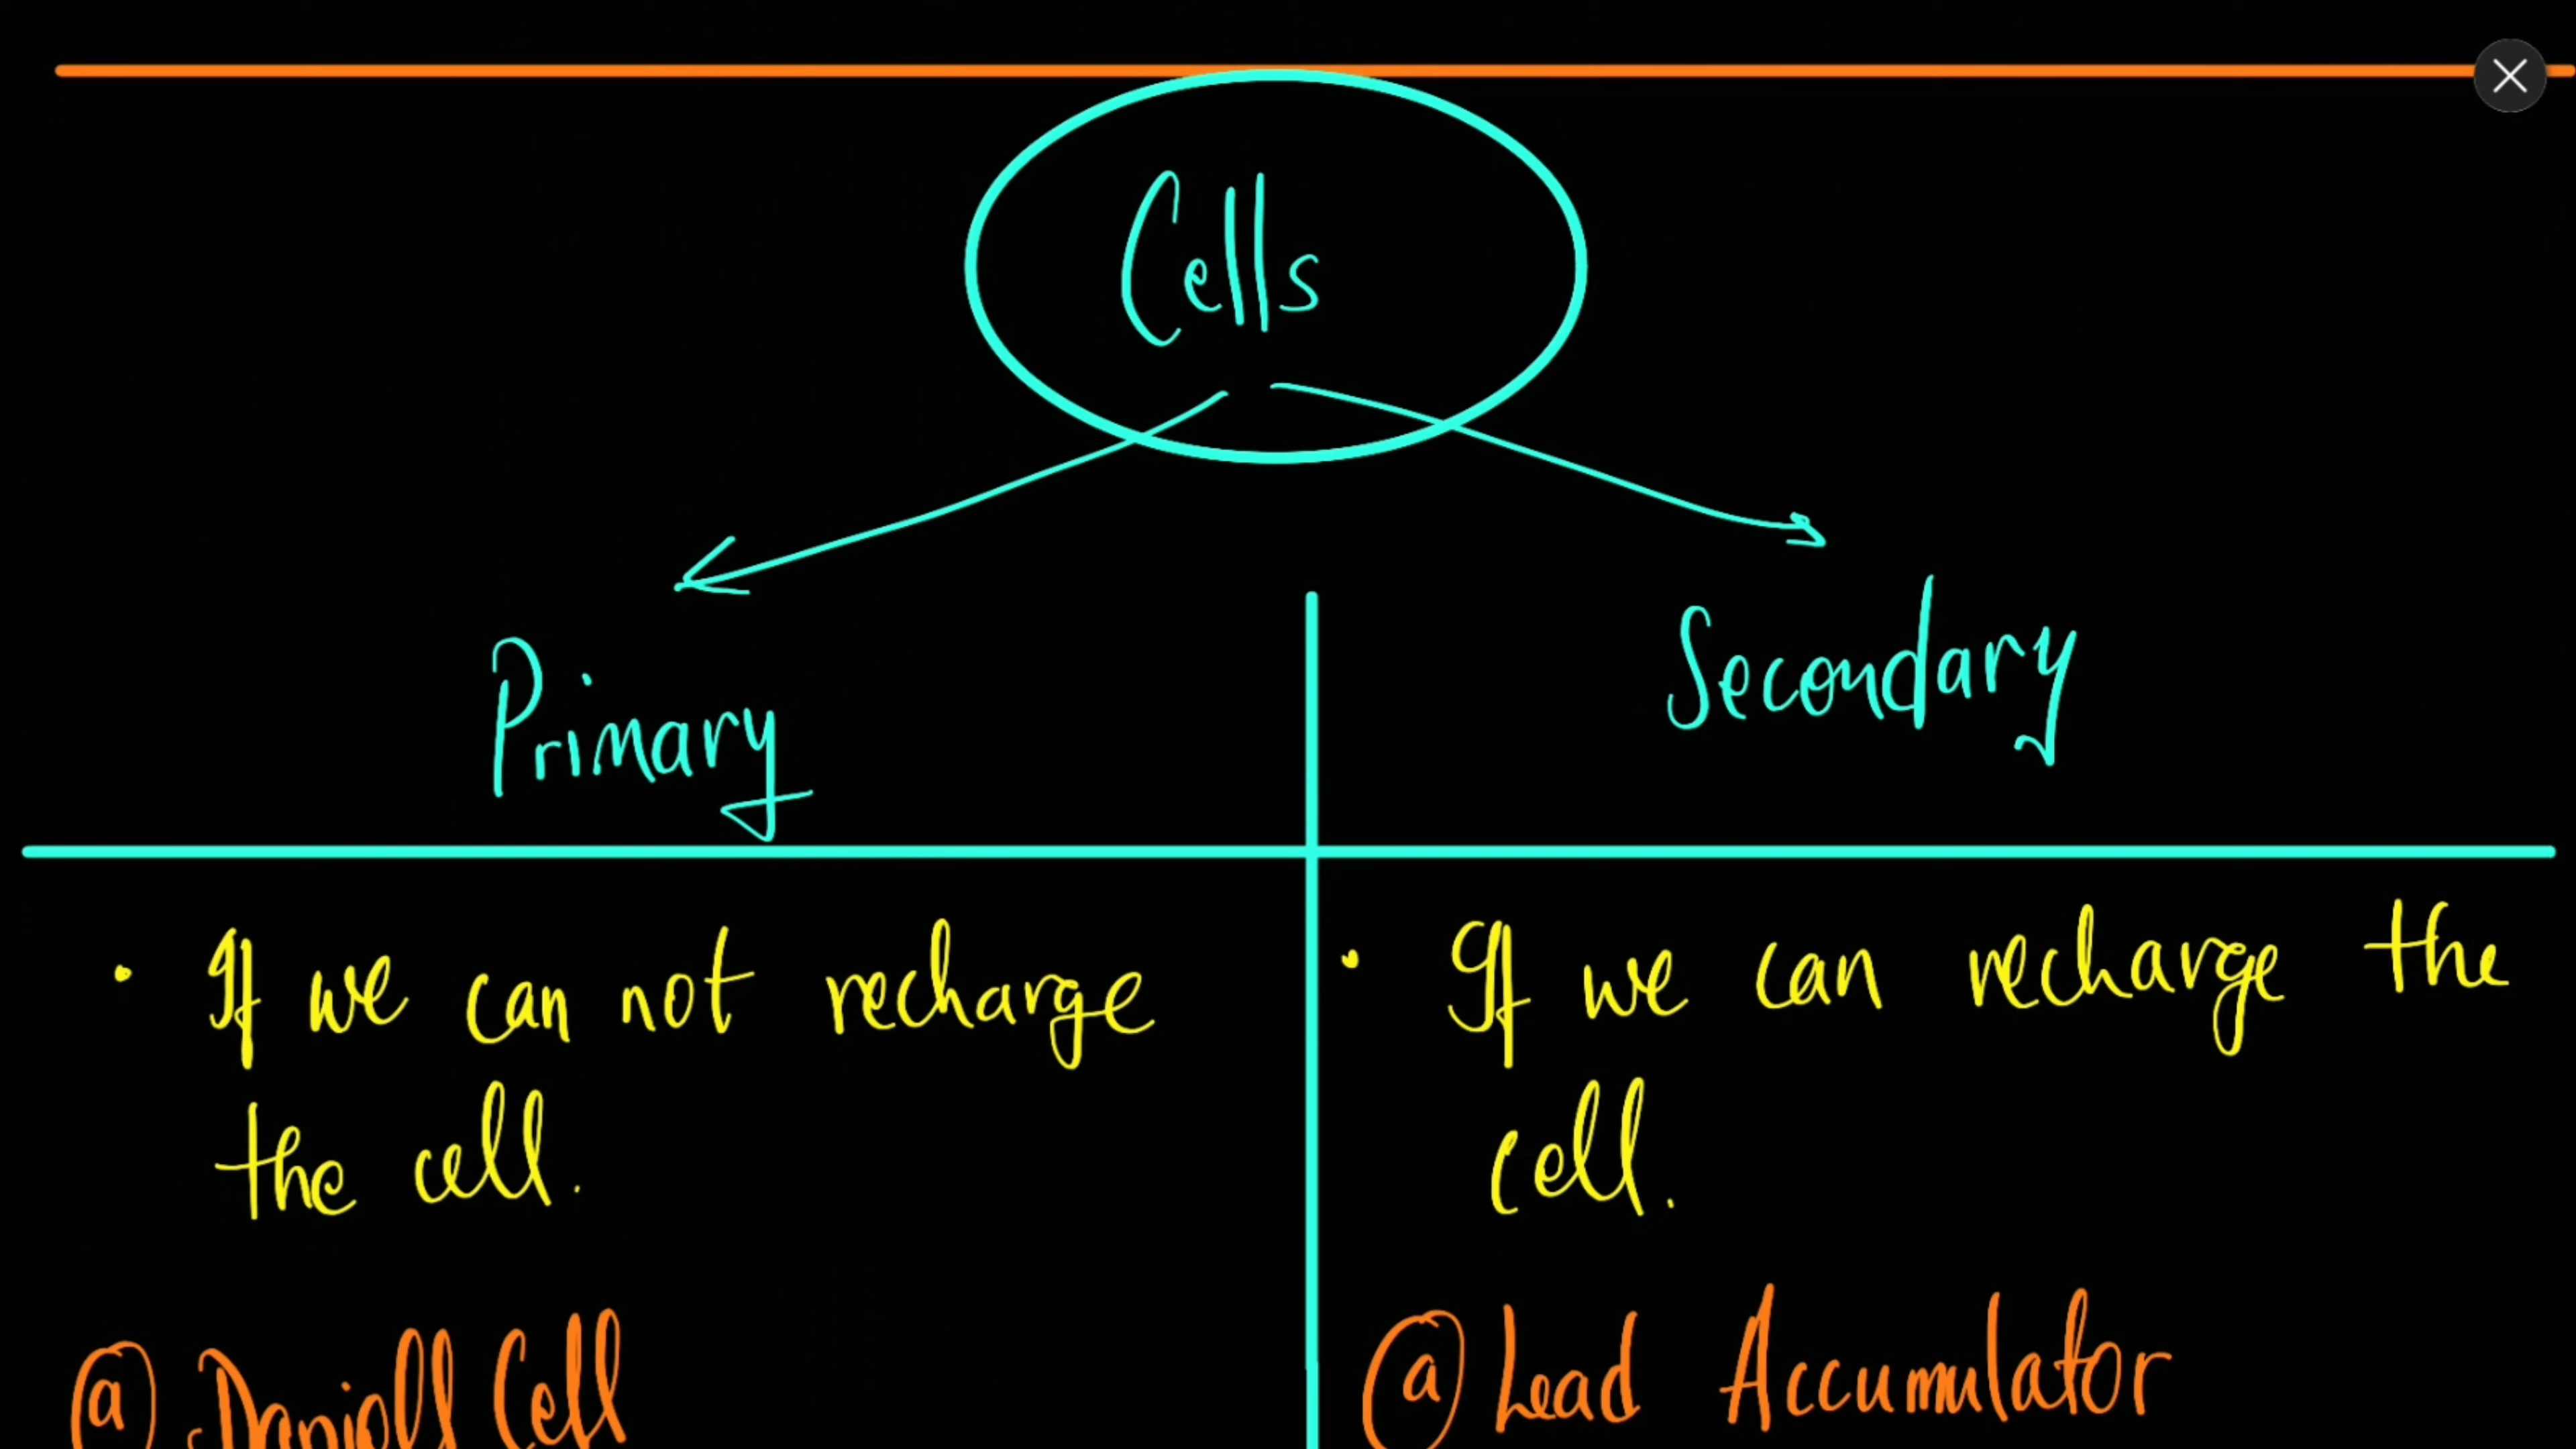 Cells
Primary
Secondary
• If we can not recharge
the cell.
• If we can recharge the
cell.
(a) Daniell Cell
(a) Lead Accumulator